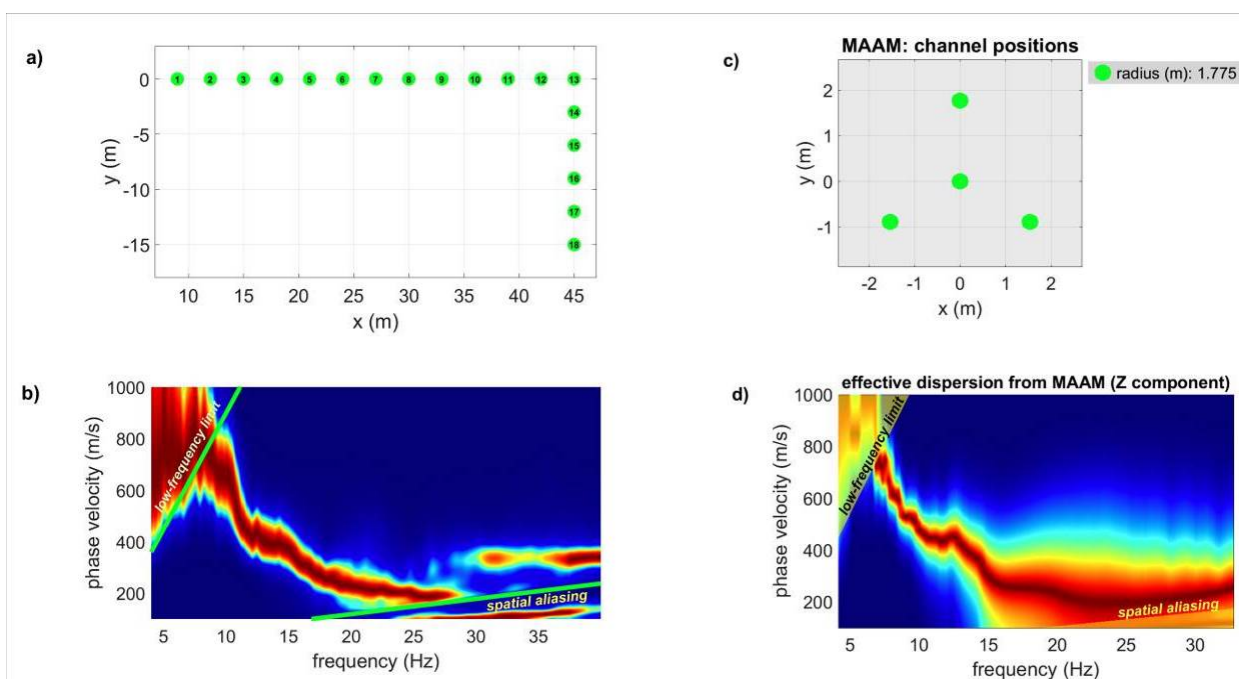 a)
0
-5
-10
-15
y (m)
1 2 3 4 5 6 7 8 9 10 11 12 13
14
15
16
17
18
10 15 20 25 30 35 40 45
x (m)
c)
MAAM: channel positions
radius (m): 1.775
2
1
0
-1
y (m)
-2 -1 0 1 2
x (m)
b)
1000
800
600
400
200
phase velocity (m/s)
low-frequency limit
spatial aliasing
5 10 15 20 25 30 35
frequency (Hz)
d)
effective dispersion from MAAM (Z component)
1000
800
600
400
200
phase velocity (m/s)
low-frequency limit
spatial aliasing
5 10 15 20 25 30
frequency (Hz)